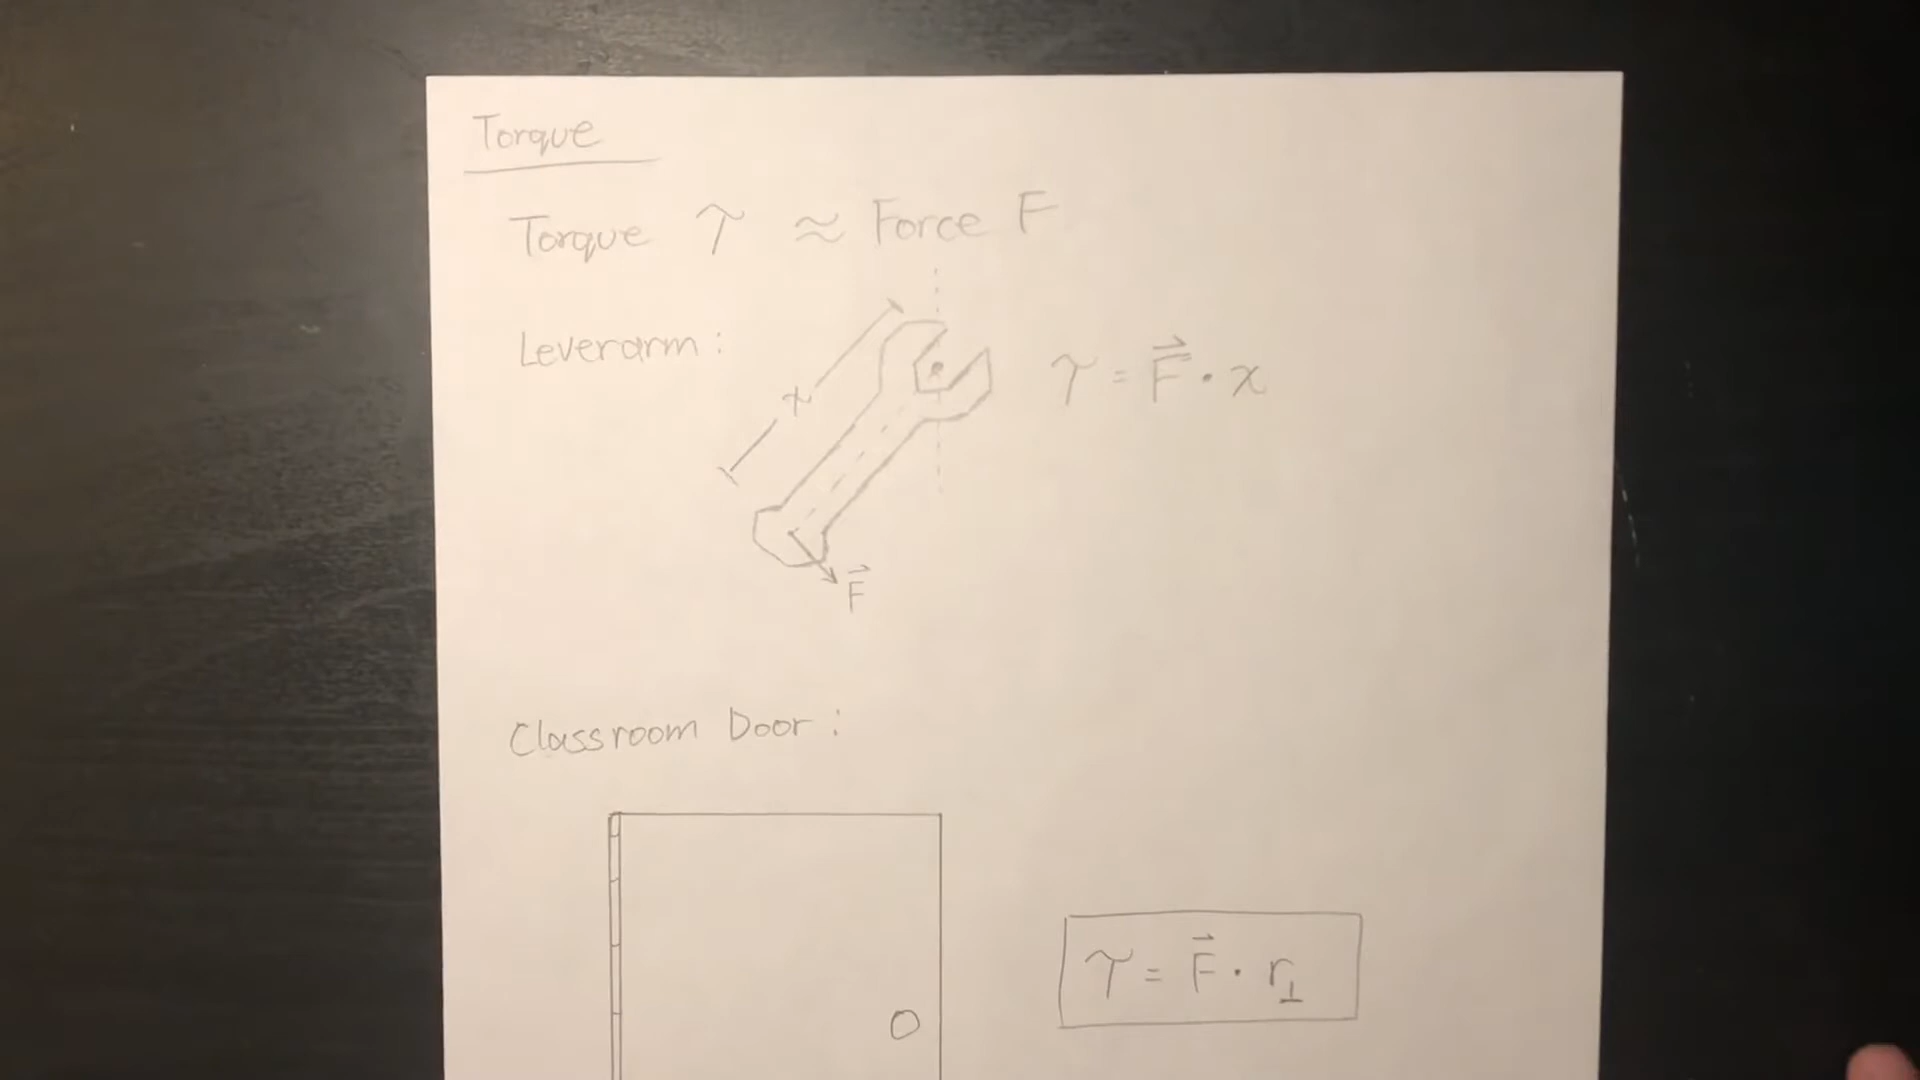 Torque
Torque τ ≈ Force F
Leverarm :
x
τ = F⃗ · x
F⃗
Classroom Door :
τ = F⃗ · r⊥